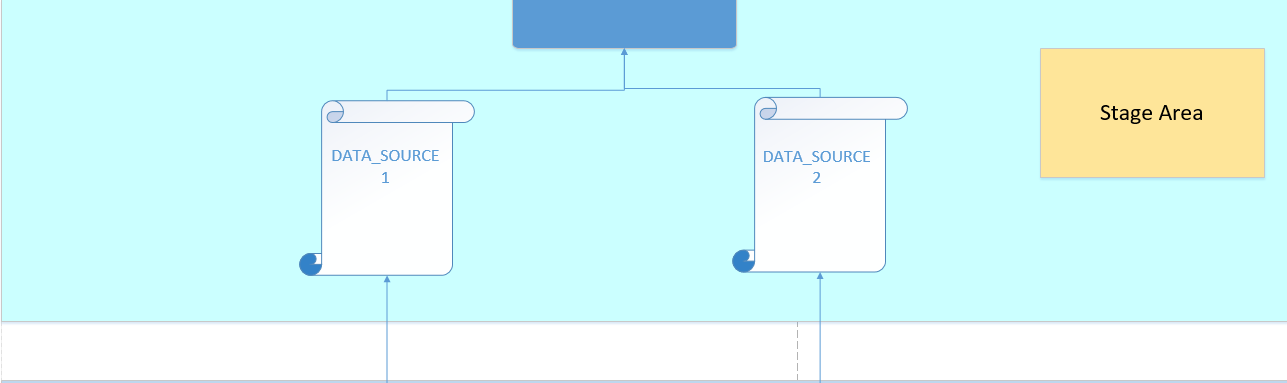 Stage Area
DATA_SOURCE
1
DATA_SOURCE
2